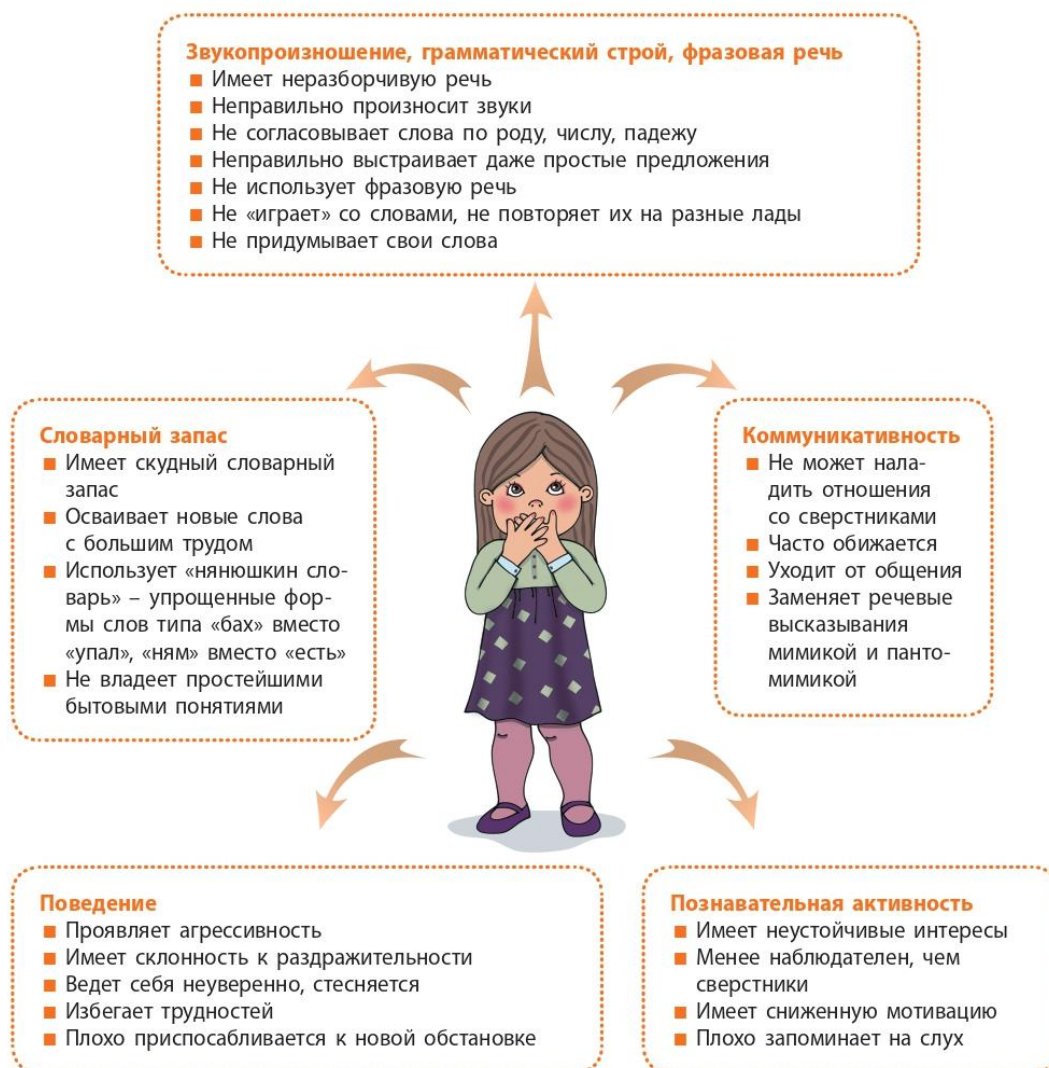 Звукопроизношение, грамматический строй, фразовая речь
■ Имеет неразборчивую речь
■ Неправильно произносит звуки
■ Не согласовывает слова по роду, числу, падежу
■ Неправильно выстраивает даже простые предложения
■ Не использует фразовую речь
■ Не «играет» со словами, не повторяет их на разные лады
■ Не придумывает свои слова
Словарный запас
■ Имеет скудный словарный
запас
■ Осваивает новые слова
с большим трудом
■ Использует «нянюшкин сло-
варь» – упрощенные фор-
мы слов типа «бах» вместо
«упал», «ням» вместо «есть»
■ Не владеет простейшими
бытовыми понятиями
Коммуникативность
■ Не может нала-
дить отношения
со сверстниками
■ Часто обижается
■ Уходит от общения
■ Заменяет речевые
высказывания
мимикой и панто-
мимикой
Поведение
■ Проявляет агрессивность
■ Имеет склонность к раздражительности
■ Ведет себя неуверенно, стесняется
■ Избегает трудностей
■ Плохо приспосабливается к новой обстановке
Познавательная активность
■ Имеет неустойчивые интересы
■ Менее наблюдателен, чем
сверстники
■ Имеет сниженную мотивацию
■ Плохо запоминает на слух